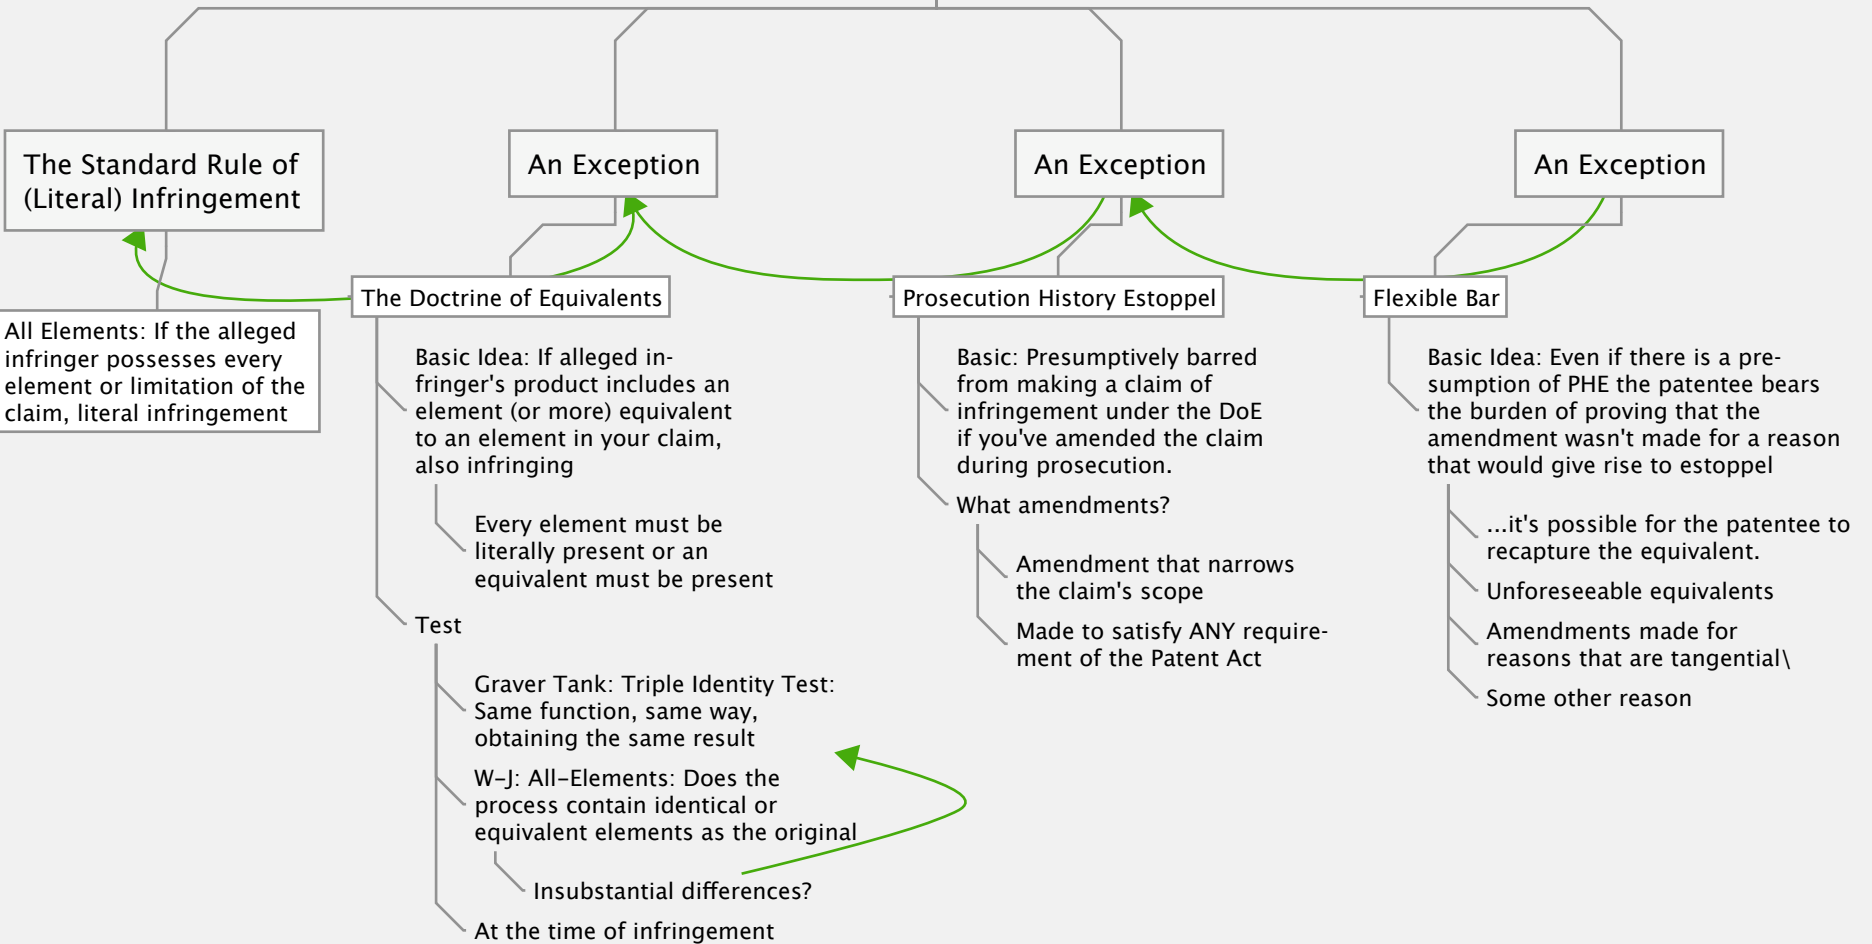 The Standard Rule of
(Literal) Infringement
All Elements: If the alleged
infringer possesses every
element or limitation of the
claim, literal infringement
An Exception
The Doctrine of Equivalents
Basic Idea: If alleged in-
fringer's product includes an
element (or more) equivalent
to an element in your claim,
also infringing
Every element must be
literally present or an
equivalent must be present
Test
Graver Tank: Triple Identity Test:
Same function, same way,
obtaining the same result
W-J: All-Elements: Does the
process contain identical or
equivalent elements as the original
Insubstantial differences?
At the time of infringement
An Exception
Prosecution History Estoppel
Basic: Presumptively barred
from making a claim of
infringement under the DoE
if you've amended the claim
during prosecution.
What amendments?
Amendment that narrows
the claim's scope
Made to satisfy ANY require-
ment of the Patent Act
An Exception
Flexible Bar
Basic Idea: Even if there is a pre-
sumption of PHE the patentee bears
the burden of proving that the
amendment wasn't made for a reason
that would give rise to estoppel
...it's possible for the patentee to
recapture the equivalent.
Unforeseeable equivalents
Amendments made for
reasons that are tangential\
Some other reason